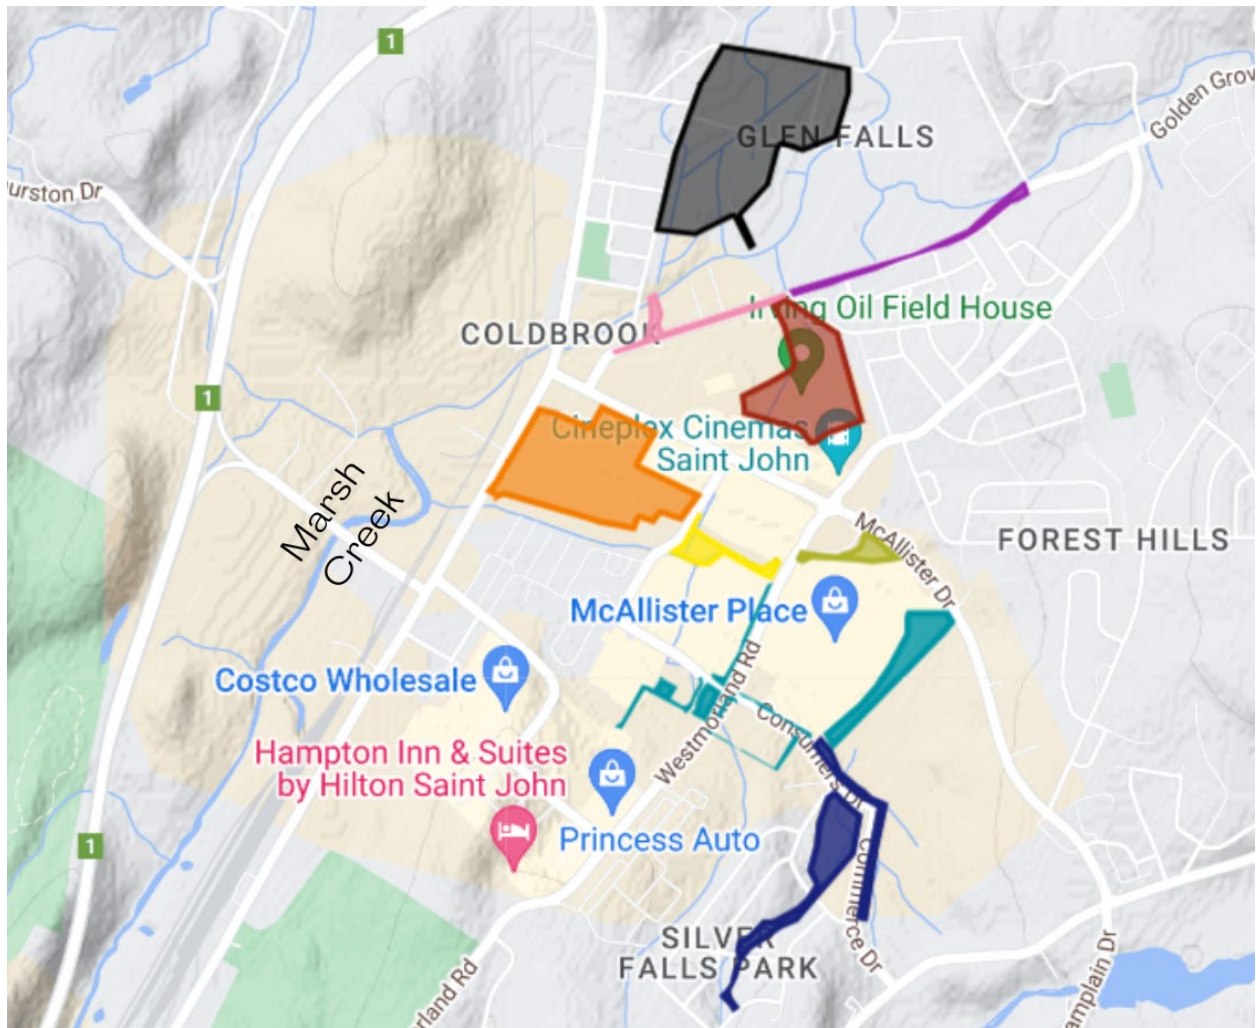 1
GLEN FALLS
Golden Grov
urston Dr
Irving Oil Field House
COLDBROOK
1
Cineplex Cinemas
Saint John
Marsh
Creek
McAllister Dr
FOREST HILLS
McAllister Place
Costco Wholesale
Westmorland Rd
Consumers Dr
Hampton Inn & Suites
by Hilton Saint John
Princess Auto
1
Commerce Dr
SILVER
FALLS PARK
rland Rd
amplain Dr